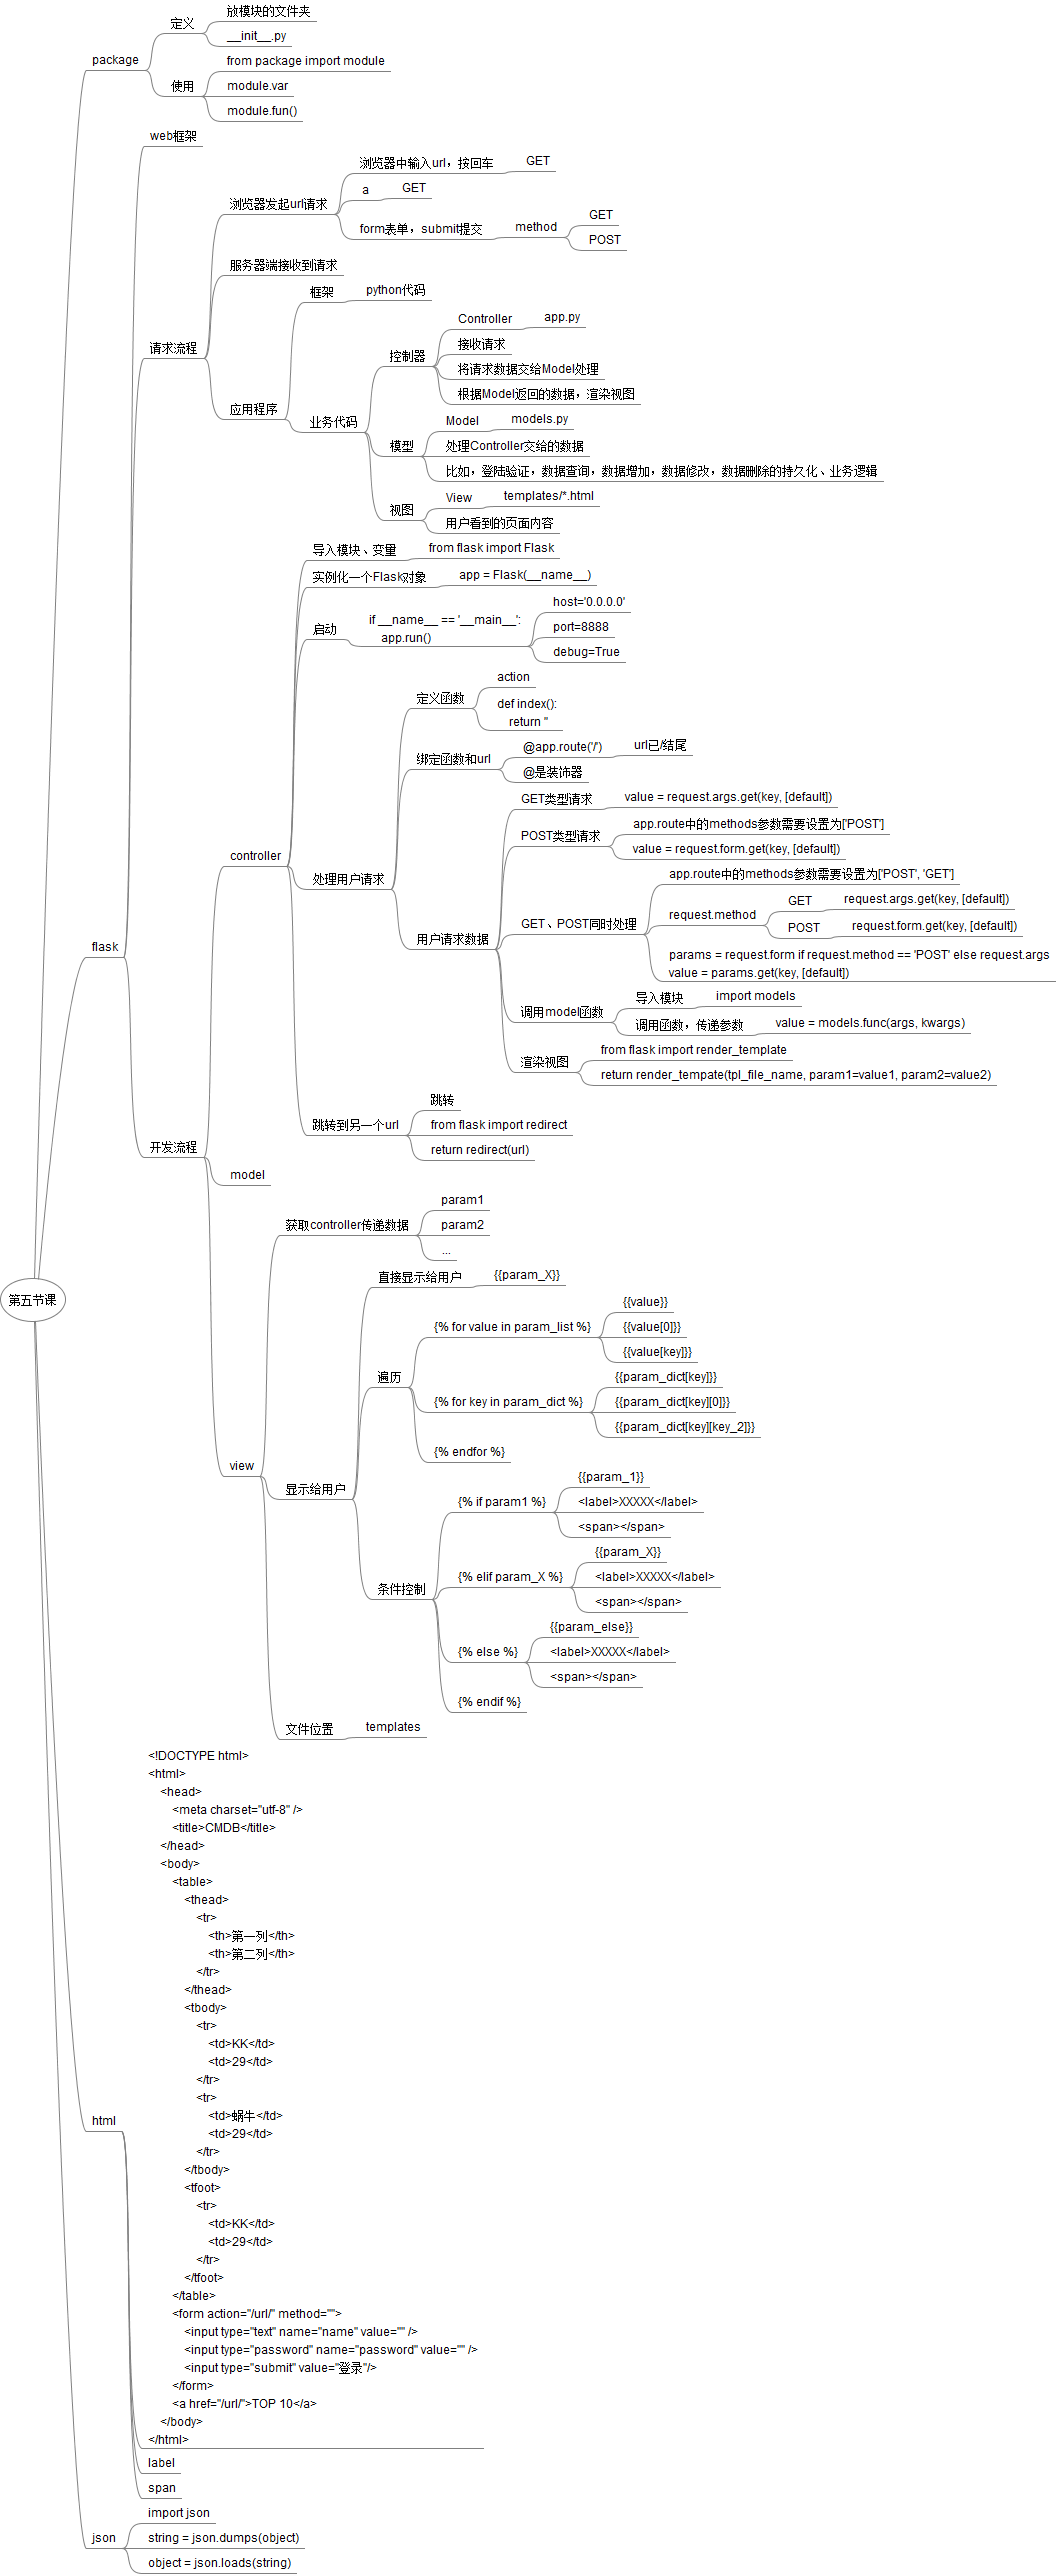 放模块的文件夹
定义
__init__.py
package
from package import module
使用
module.var
module.fun()
web框架
浏览器中输入url，按回车
GET
a
GET
浏览器发起url请求
form表单，submit提交
method
GET
POST
服务器端接收到请求
框架
python代码
请求流程
应用程序
业务代码
控制器
Controller
app.py
接收请求
将请求数据交给Model处理
根据Model返回的数据，渲染视图
模型
Model
models.py
处理Controller交给的数据
比如，登陆验证，数据查询，数据增加，数据修改，数据删除的持久化、业务逻辑
视图
View
templates/*.html
用户看到的页面内容
导入模块、变量
from flask import Flask
实例化一个Flask对象
app = Flask(__name__)
启动
if __name__ == '__main__':
app.run()
host='0.0.0.0'
port=8888
debug=True
定义函数
action
def index():
return ''
绑定函数和url
@app.route('/')
url已/结尾
@是装饰器
controller
处理用户请求
用户请求数据
GET类型请求
value = request.args.get(key, [default])
POST类型请求
app.route中的methods参数需要设置为['POST']
value = request.form.get(key, [default])
GET、POST同时处理
app.route中的methods参数需要设置为['POST', 'GET']
request.method
GET
request.args.get(key, [default])
POST
request.form.get(key, [default])
params = request.form if request.method == 'POST' else request.args
value = params.get(key, [default])
调用model函数
导入模块
import models
调用函数，传递参数
value = models.func(args, kwargs)
渲染视图
from flask import render_template
return render_tempate(tpl_file_name, param1=value1, param2=value2)
flask
跳转到另一个url
跳转
from flask import redirect
return redirect(url)
开发流程
model
获取controller传递数据
param1
param2
...
第五节课
直接显示给用户
{{param_X}}
遍历
{% for value in param_list %}
{{value}}
{{value[0]}}
{{value[key]}}
{% for key in param_dict %}
{{param_dict[key]}}
{{param_dict[key][0]}}
{{param_dict[key][key_2]}}
{% endfor %}
view
显示给用户
条件控制
{% if param1 %}
{{param_1}}
<label>XXXXX</label>
<span></span>
{% elif param_X %}
{{param_X}}
<label>XXXXX</label>
<span></span>
{% else %}
{{param_else}}
<label>XXXXX</label>
<span></span>
{% endif %}
文件位置
templates
<!DOCTYPE html>
<html>
<head>
<meta charset="utf-8" />
<title>CMDB</title>
</head>
<body>
<table>
<thead>
<tr>
<th>第一列</th>
<th>第二列</th>
</tr>
</thead>
<tbody>
<tr>
<td>KK</td>
<td>29</td>
</tr>
<tr>
<td>蜗牛</td>
<td>29</td>
</tr>
</tbody>
<tfoot>
<tr>
<td>KK</td>
<td>29</td>
</tr>
</tfoot>
</table>
<form action="/url/" method="">
<input type="text" name="name" value="" />
<input type="password" name="password" value="" />
<input type="submit" value="登录"/>
</form>
<a href="/url/">TOP 10</a>
</body>
</html>
html
label
span
json
import json
string = json.dumps(object)
object = json.loads(string)